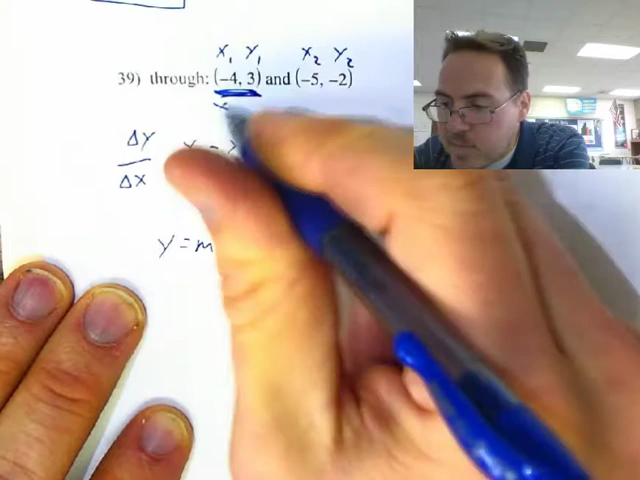 x₁ y₁ x₂ y₂
39) through: (−4, 3) and (−5, −2)
x
Δy
Δx
y = m